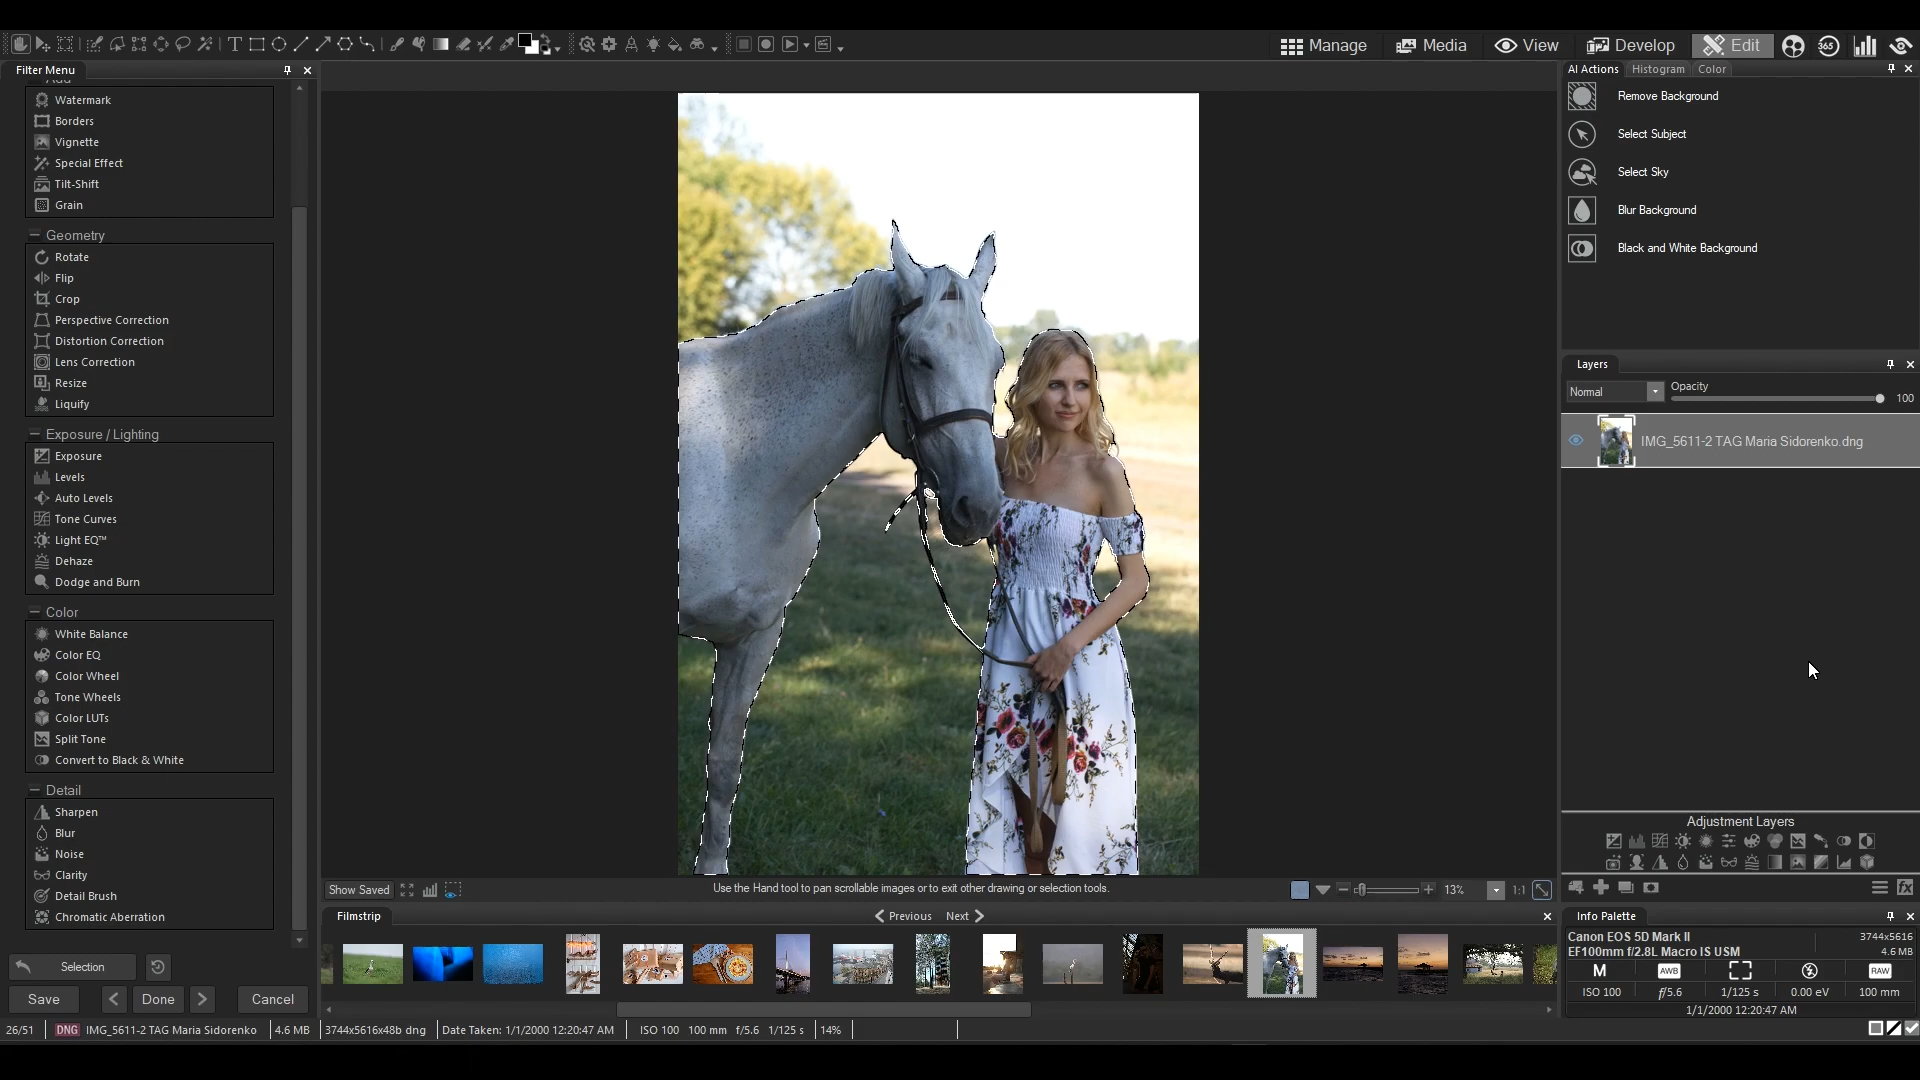 Manage
Media
View
Develop
Edit
365
Filter Menu
Watermark
Borders
Vignette
Special Effect
Tilt-Shift
Grain
Geometry
Rotate
Flip
Crop
Perspective Correction
Distortion Correction
Lens Correction
Resize
Liquify
Exposure / Lighting
Exposure
Levels
Auto Levels
Tone Curves
Light EQ™
Dehaze
Dodge and Burn
Color
White Balance
Color EQ
Color Wheel
Tone Wheels
Color LUTs
Split Tone
Convert to Black & White
Detail
Sharpen
Blur
Noise
Clarity
Detail Brush
Chromatic Aberration
Selection
Save
Done
Cancel
AI Actions
Histogram
Color
Remove Background
Select Subject
Select Sky
Blur Background
Black and White Background
Layers
Normal
Opacity
100
IMG_5611-2 TAG Maria Sidorenko.dng
Adjustment Layers
fx
Show Saved
Use the Hand tool to pan scrollable images or to exit other drawing or selection tools.
13%
1:1
Filmstrip
Previous
Next
Info Palette
Canon EOS 5D Mark II
3744x5616
EF100mm f/2.8L Macro IS USM
4.6 MB
M
AWB
RAW
ISO 100
f/5.6
1/125 s
0.00 eV
100 mm
1/1/2000 12:20:47 AM
26/51
DNG
IMG_5611-2 TAG Maria Sidorenko
4.6 MB
3744x5616x48b dng
Date Taken: 1/1/2000 12:20:47 AM
ISO 100 100 mm f/5.6 1/125 s
14%